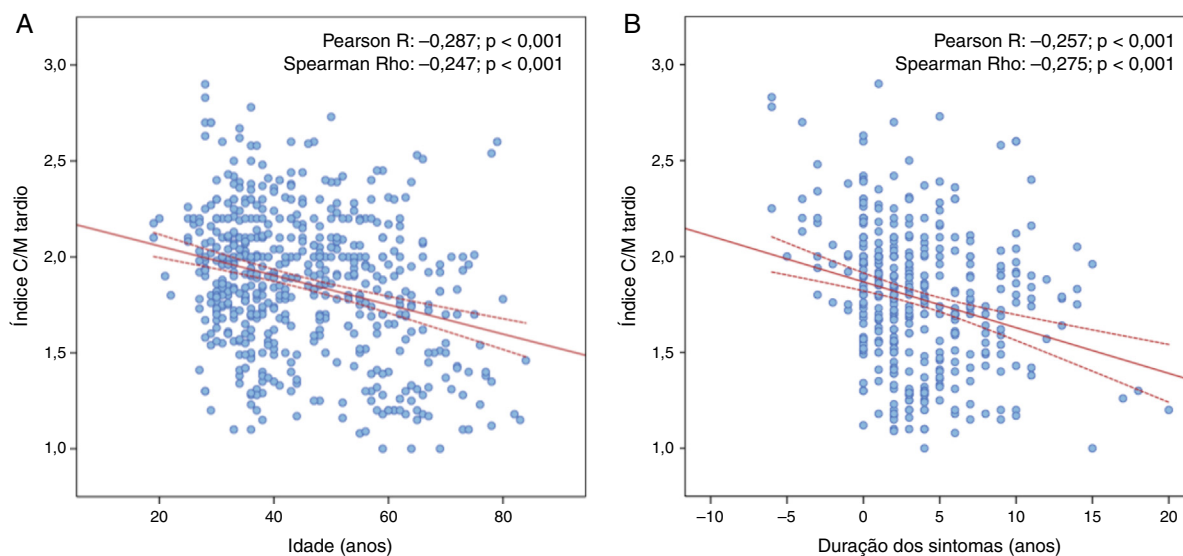 A
Pearson R: –0,287; p < 0,001
Spearman Rho: –0,247; p < 0,001
Índice C/M tardio
3,0
2,5
2,0
1,5
1,0
20 40 60 80
Idade (anos)
B
Pearson R: –0,257; p < 0,001
Spearman Rho: –0,275; p < 0,001
Índice C/M tardio
3,0
2,5
2,0
1,5
1,0
–10 –5 0 5 10 15 20
Duração dos sintomas (anos)